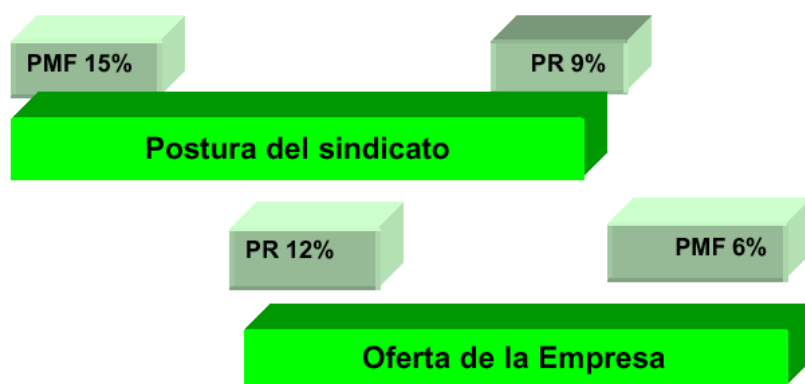 PMF 15%
PR 9%
Postura del sindicato
PR 12%
PMF 6%
Oferta de la Empresa